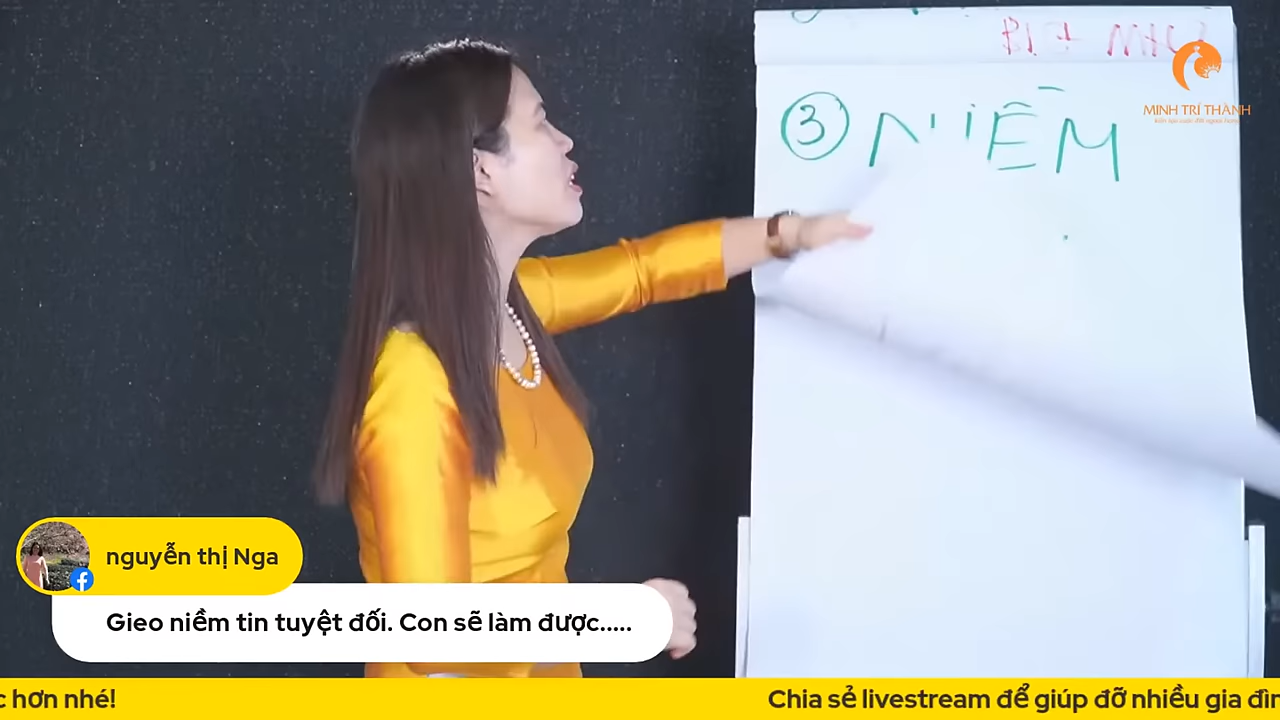 MINH TRÍ THÀNH
③ NIỀM
nguyễn thị Nga
Gieo niềm tin tuyệt đối. Con sẽ làm được.....
c hơn nhé!
Chia sẻ livestream để giúp đỡ nhiều gia đìn